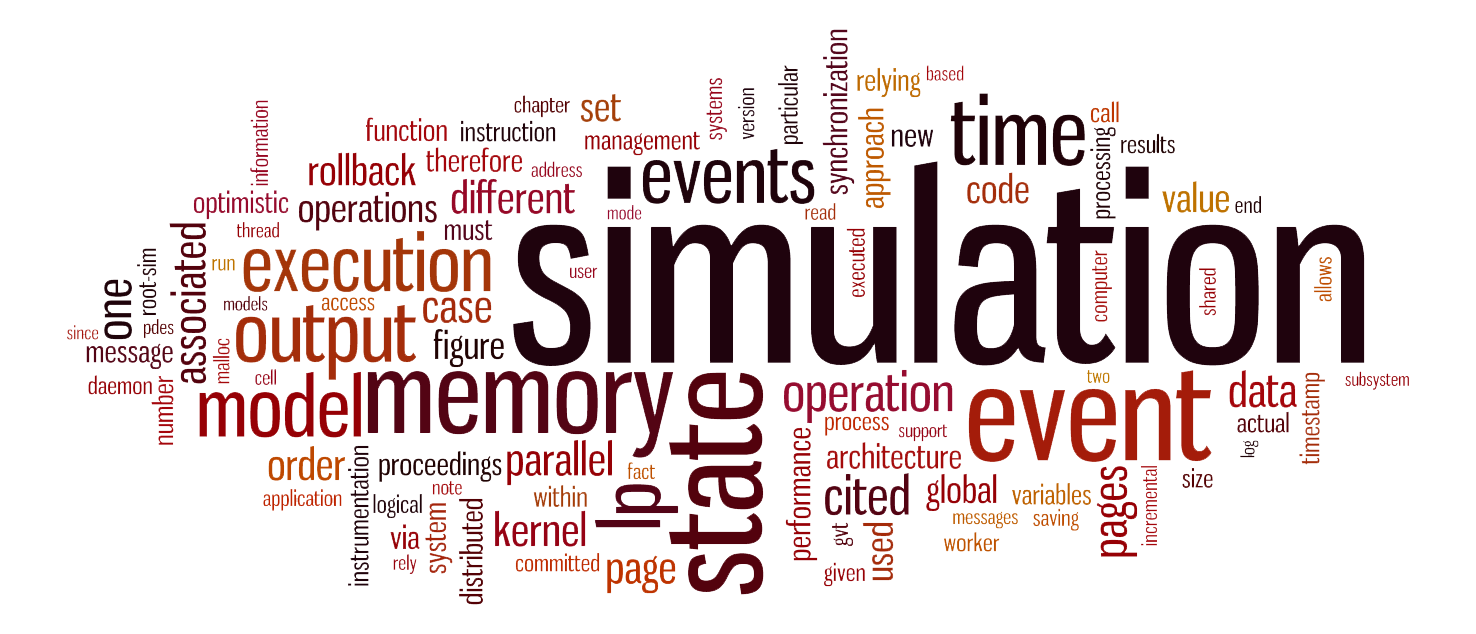 synchronization
relying
based
particular
systems
version
chapter
set
time
call
information
function
instruction
management
approach
new
processing
results
rollback
therefore
address
events
code
value
end
optimistic
operations
different
mode
read
thread
must
simulation
associated
run
execution
user
executed
computer
shared
allows
root-sim
one
models
access
case
since
pdes
output
figure
message
malloc
daemon
number
cell
model
memory
state
operation
event
two
data
subsystem
process
support
actual
timestamp
log
order
proceedings
parallel
fact
performance
architecture
application
instrumentation
logical
note
within
lp
cited
global
variables
pages
incremental
size
via
system
distributed
kernel
gvt
used
messages
saving
rely
committed
page
given
worker